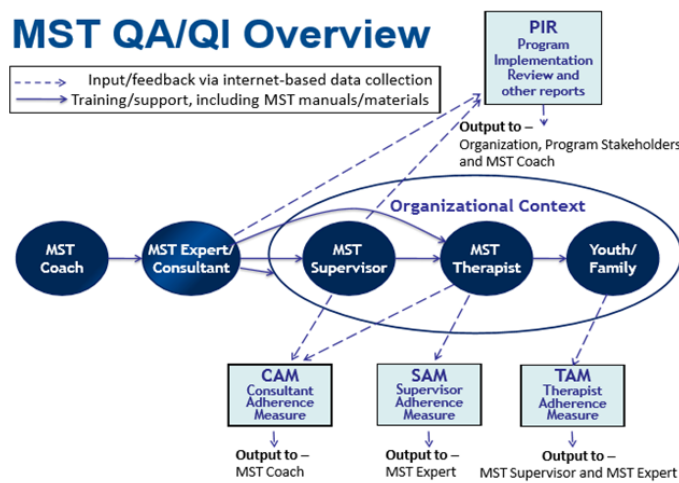 MST QA/QI Overview
Input/feedback via internet-based data collection
Training/support, including MST manuals/materials
PIR
Program
Implementation
Review and
other reports
Output to –
Organization, Program Stakeholders
and MST Coach
Organizational Context
MST
Coach
MST Expert/
Consultant
MST
Supervisor
MST
Therapist
Youth/
Family
CAM
Consultant
Adherence
Measure
SAM
Supervisor
Adherence
Measure
TAM
Therapist
Adherence
Measure
Output to –
MST Coach
Output to –
MST Expert
Output to –
MST Supervisor and MST Expert